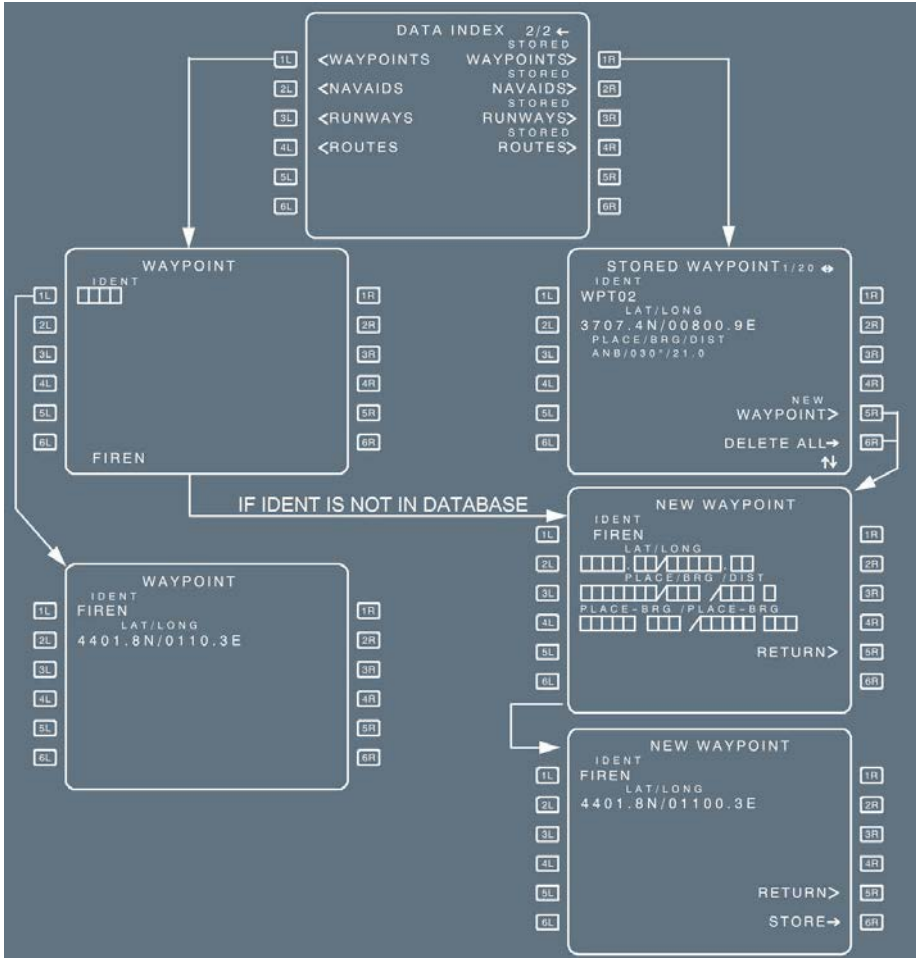 DATA INDEX 2/2 ←
STORED
1L <WAYPOINTS WAYPOINTS> 1R
STORED
2L <NAVAIDS NAVAIDS> 2R
STORED
3L <RUNWAYS RUNWAYS> 3R
STORED
4L <ROUTES ROUTES> 4R
5L 5R
6L 6R
WAYPOINT
IDENT
1L 1R
2L 2R
3L 3R
4L 4R
5L 5R
6L 6R
FIREN
STORED WAYPOINT 1/20 ↔
IDENT
1L WPT02 1R
LAT/LONG
2L 3707.4N/00800.9E 2R
PLACE/BRG/DIST
3L ANB/030°/21.0 3R
4L 4R
NEW
5L WAYPOINT> 5R
6L DELETE ALL→ 6R
↑↓
IF IDENT IS NOT IN DATABASE
NEW WAYPOINT
IDENT
1L FIREN 1R
LAT/LONG
2L . / . 2R
PLACE/BRG /DIST
3L / / 3R
PLACE-BRG /PLACE-BRG
4L / 4R
5L RETURN> 5R
6L 6R
WAYPOINT
IDENT
1L FIREN 1R
LAT/LONG
2L 4401.8N/0110.3E 2R
3L 3R
4L 4R
5L 5R
6L 6R
NEW WAYPOINT
IDENT
1L FIREN 1R
LAT/LONG
2L 4401.8N/01100.3E 2R
3L 3R
4L 4R
5L RETURN> 5R
6L STORE→ 6R